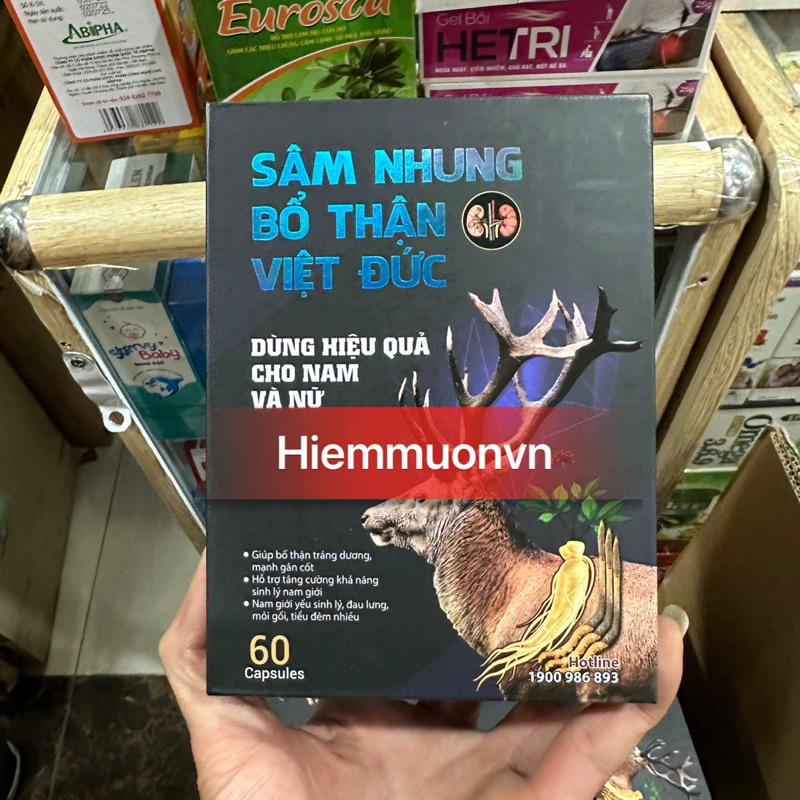 ABIPHA
Eurosca
Gel Bôi
HETRI
25g
SÂM NHUNG
BỔ THẬN
VIỆT ĐỨC
DÙNG HIỆU QUẢ
CHO NAM
VÀ NỮ
Hiemmuonvn
Giúp bổ thận tráng dương,
mạnh gân cốt
Hỗ trợ tăng cường khả năng
sinh lý nam giới
Nam giới yếu sinh lý, đau lưng,
mỏi gối, tiểu đêm nhiều
60
Capsules
Hotline
1900 986 893
Baby